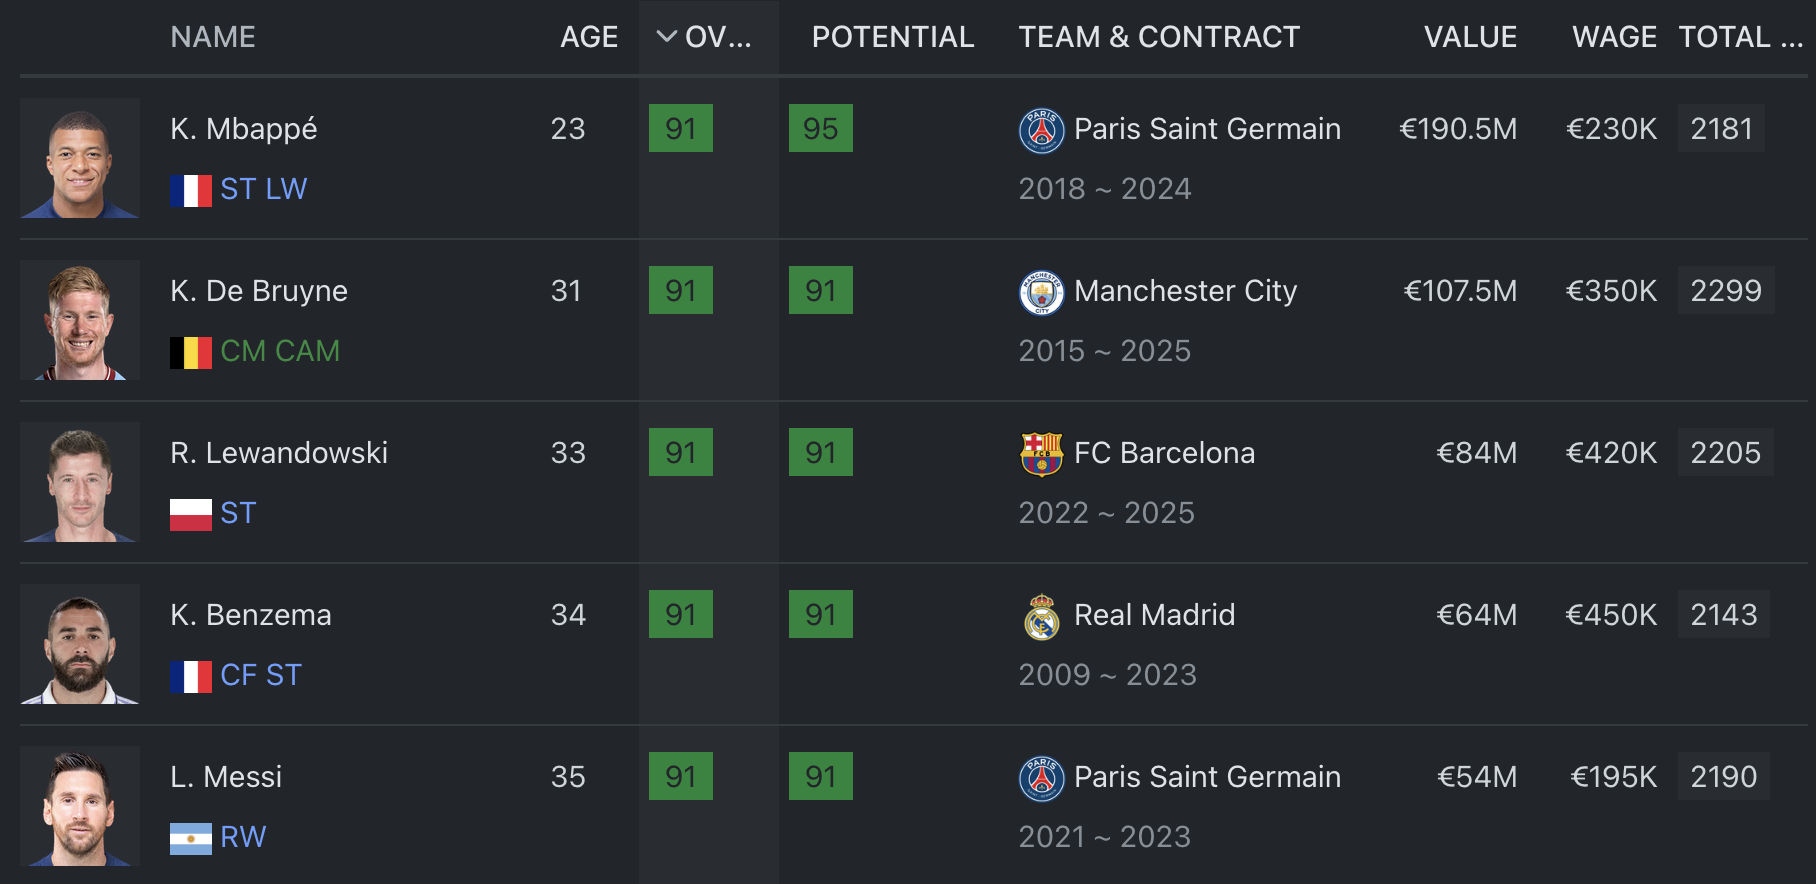 NAME AGE OV... POTENTIAL TEAM & CONTRACT VALUE WAGE TOTAL ...
K. Mbappé 23 91 95 Paris Saint Germain €190.5M €230K 2181
ST LW 2018 ~ 2024
K. De Bruyne 31 91 91 Manchester City €107.5M €350K 2299
CM CAM 2015 ~ 2025
R. Lewandowski 33 91 91 FC Barcelona €84M €420K 2205
ST 2022 ~ 2025
K. Benzema 34 91 91 Real Madrid €64M €450K 2143
CF ST 2009 ~ 2023
L. Messi 35 91 91 Paris Saint Germain €54M €195K 2190
RW 2021 ~ 2023